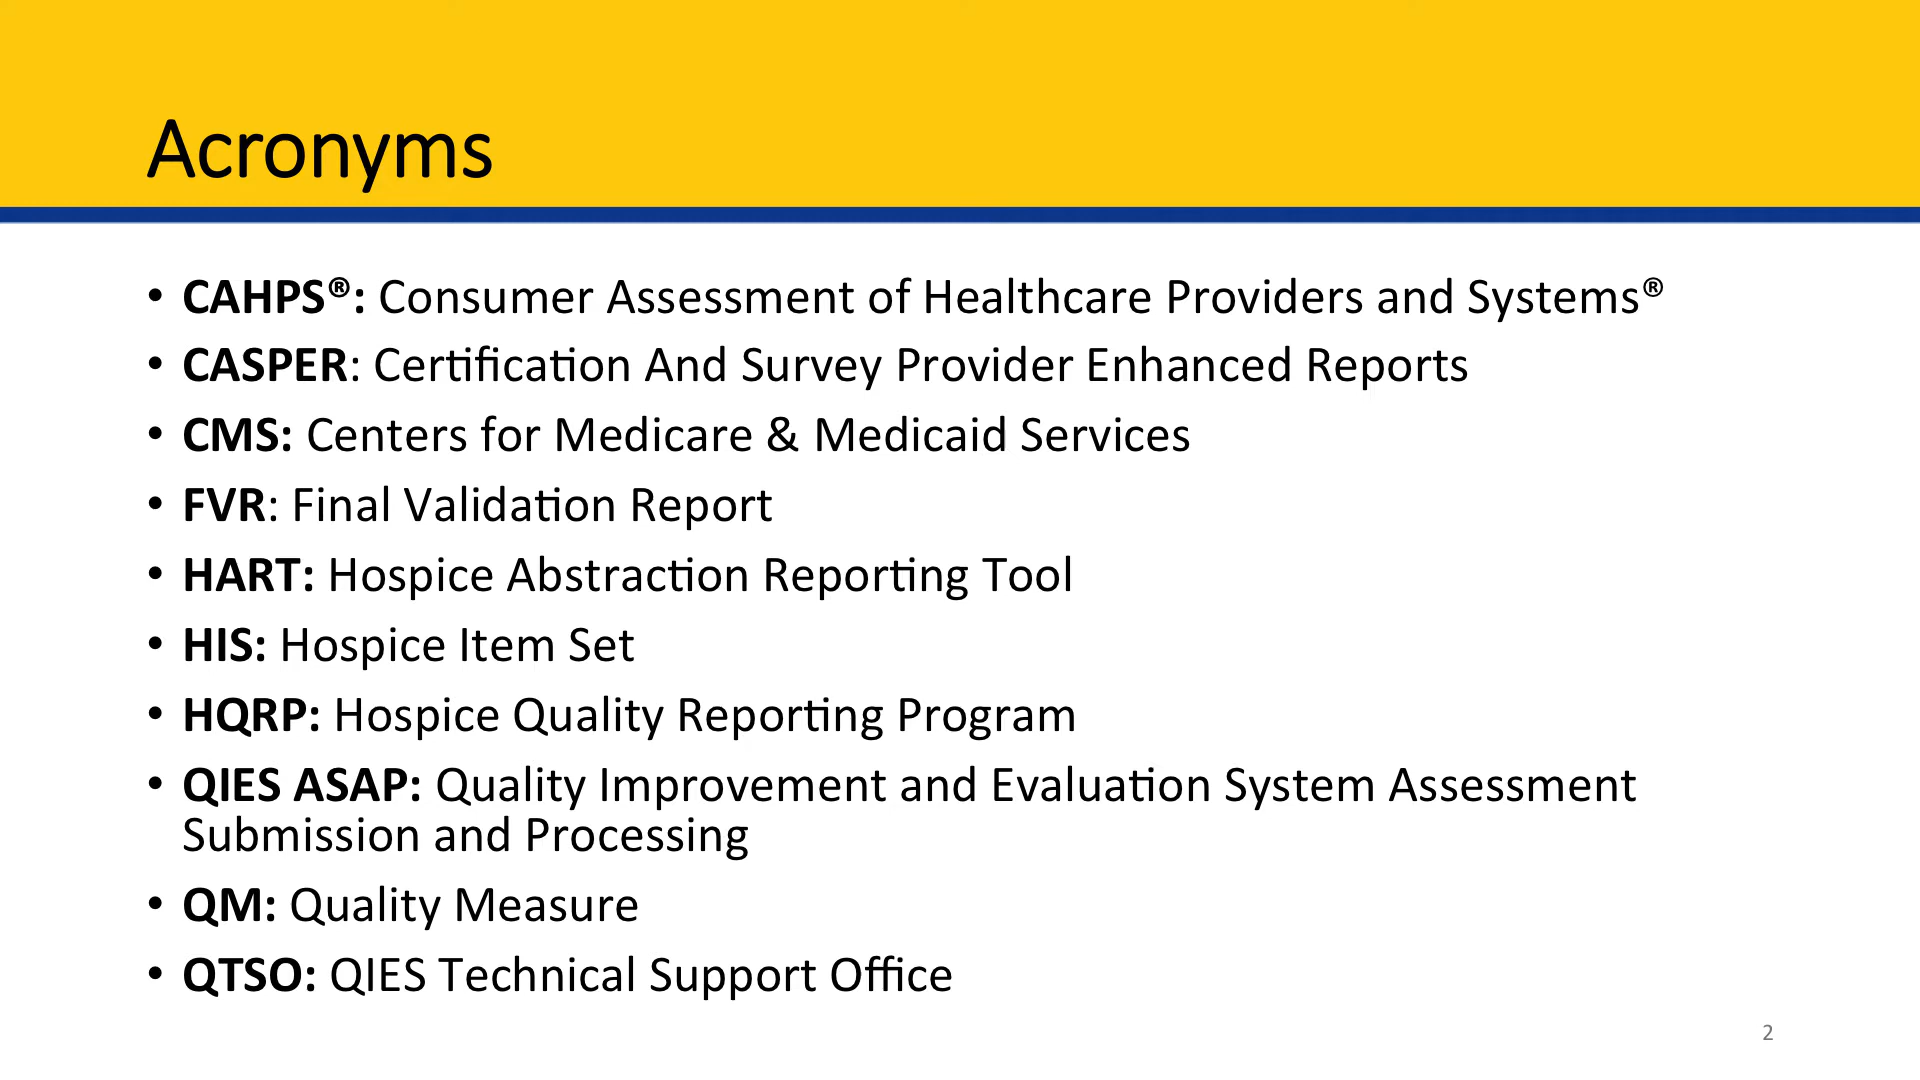 Acronyms
• CAHPS®: Consumer Assessment of Healthcare Providers and Systems®
• CASPER: Certification And Survey Provider Enhanced Reports
• CMS: Centers for Medicare & Medicaid Services
• FVR: Final Validation Report
• HART: Hospice Abstraction Reporting Tool
• HIS: Hospice Item Set
• HQRP: Hospice Quality Reporting Program
• QIES ASAP: Quality Improvement and Evaluation System Assessment
Submission and Processing
• QM: Quality Measure
• QTSO: QIES Technical Support Office
2